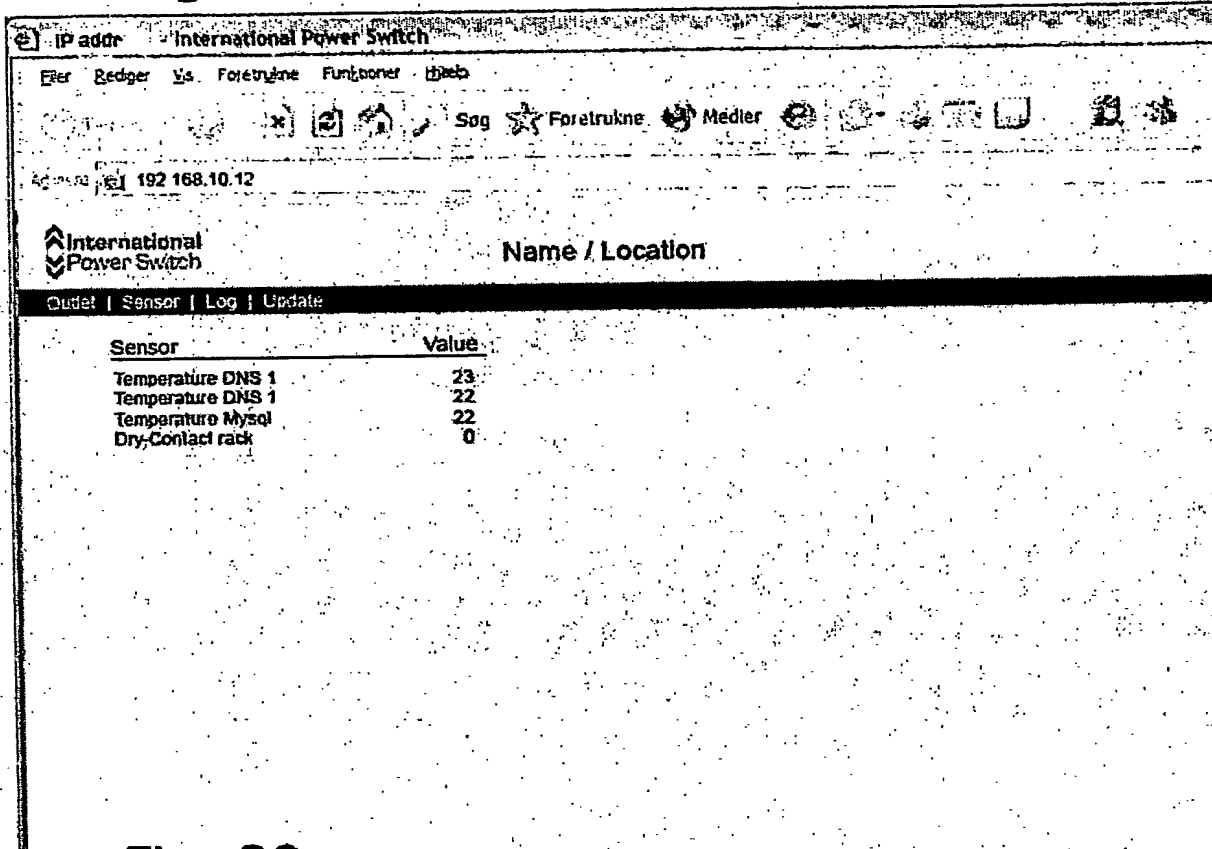 IP addr - International Power Switch
Filer Rediger Vis Foretrukne Funktioner Hjælp
Søg Foretrukne Medier
192 168.10.12
International
Power Switch
Name / Location
Outlet | Sensor | Log | Update
Sensor Value
Temperature DNS 1 23
Temperature DNS 1 22
Temperature Mysql 22
Dry-Contact rack 0